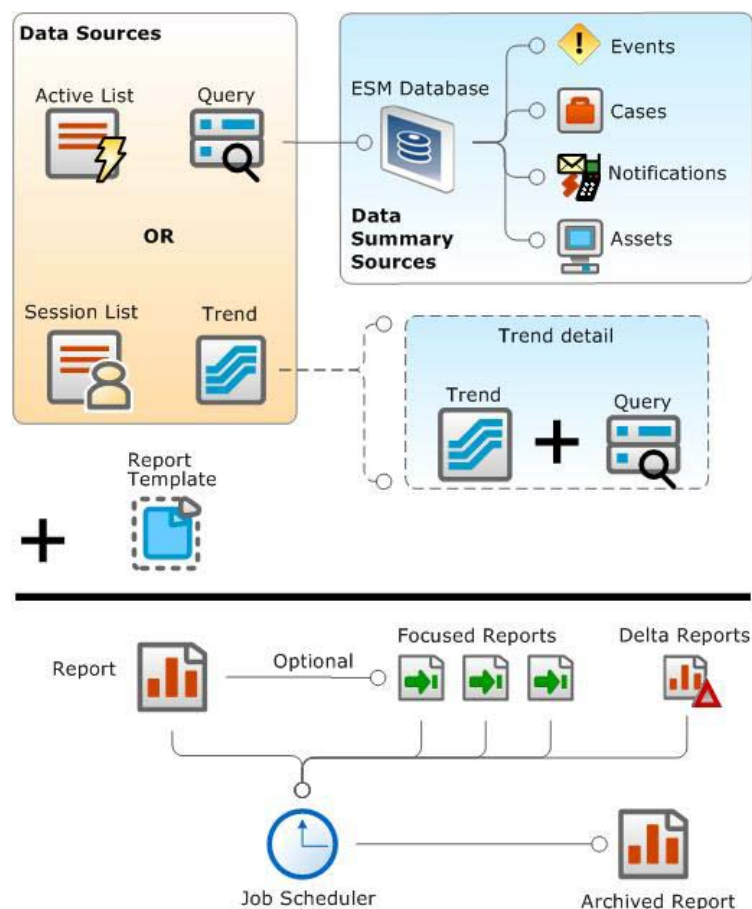 Data Sources
Active List
Query
OR
Session List
Trend
ESM Database
Data
Summary
Sources
Events
Cases
Notifications
Assets
Trend detail
Trend
Query
Report
Template
Report
Optional
Focused Reports
Delta Reports
Job Scheduler
Archived Report